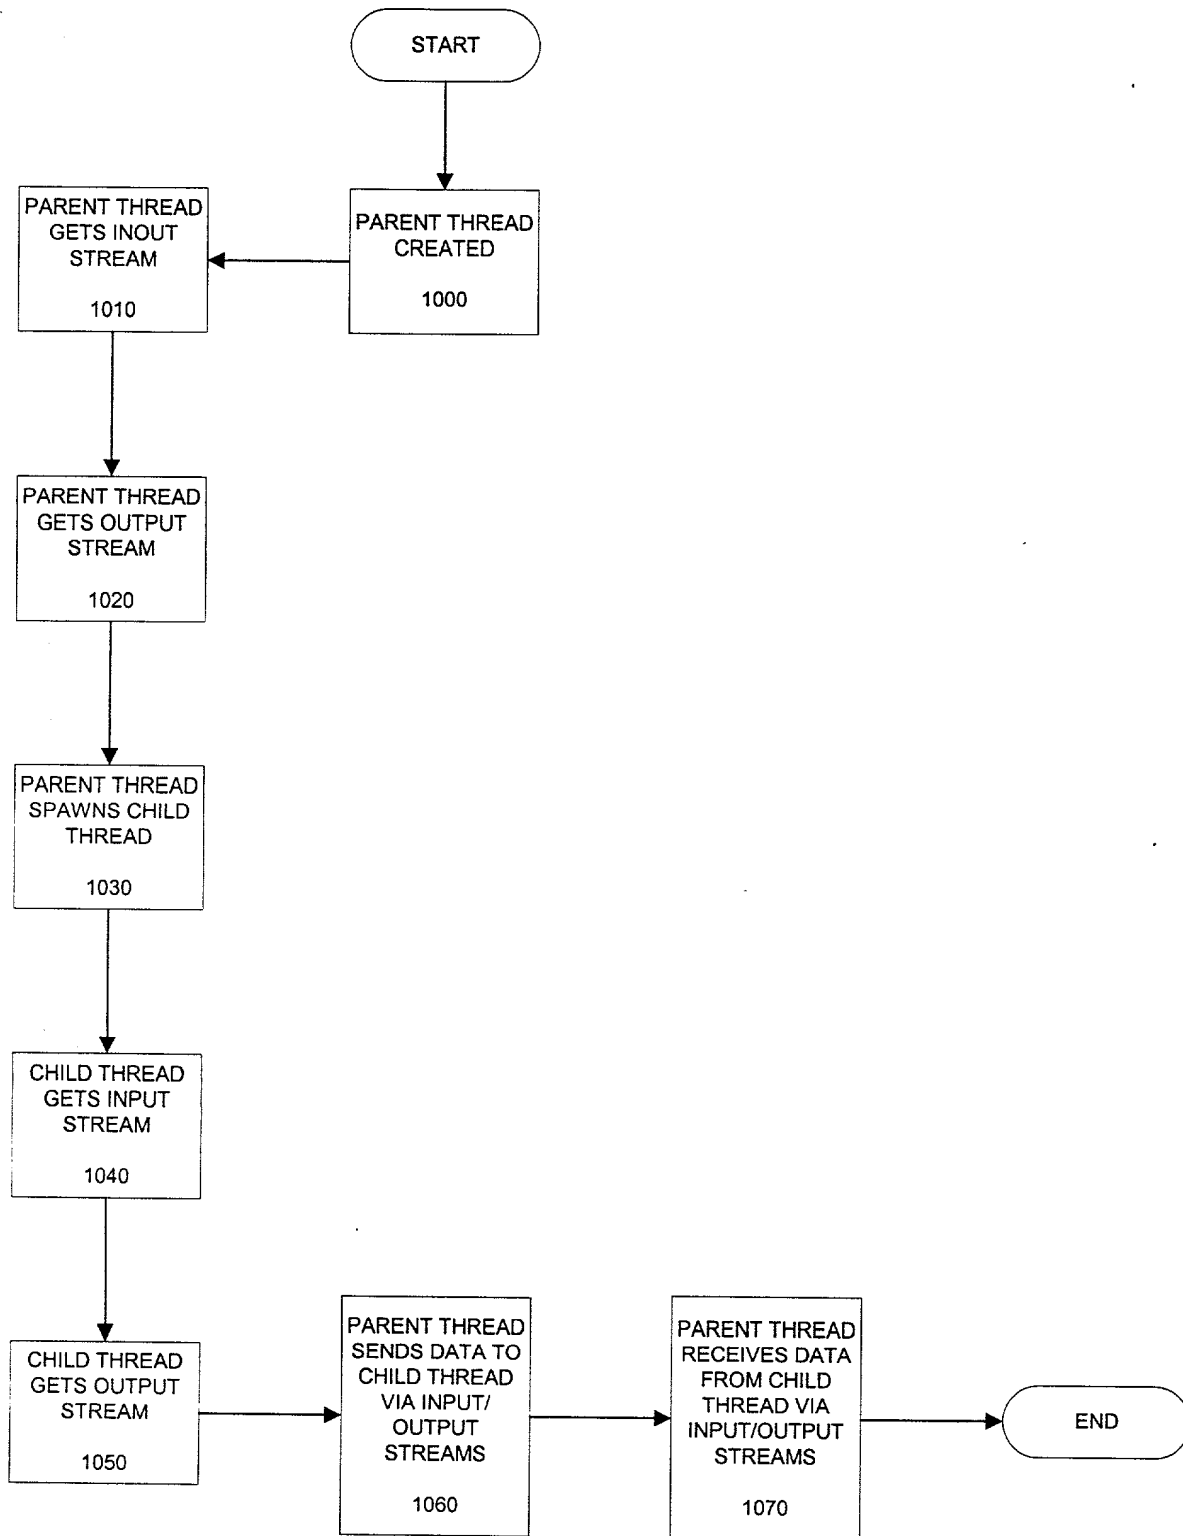 START
PARENT THREAD
CREATED
1000
PARENT THREAD
GETS INOUT
STREAM
1010
PARENT THREAD
GETS OUTPUT
STREAM
1020
PARENT THREAD
SPAWNS CHILD
THREAD
1030
CHILD THREAD
GETS INPUT
STREAM
1040
CHILD THREAD
GETS OUTPUT
STREAM
1050
PARENT THREAD
SENDS DATA TO
CHILD THREAD
VIA INPUT/
OUTPUT
STREAMS
1060
PARENT THREAD
RECEIVES DATA
FROM CHILD
THREAD VIA
INPUT/OUTPUT
STREAMS
1070
END